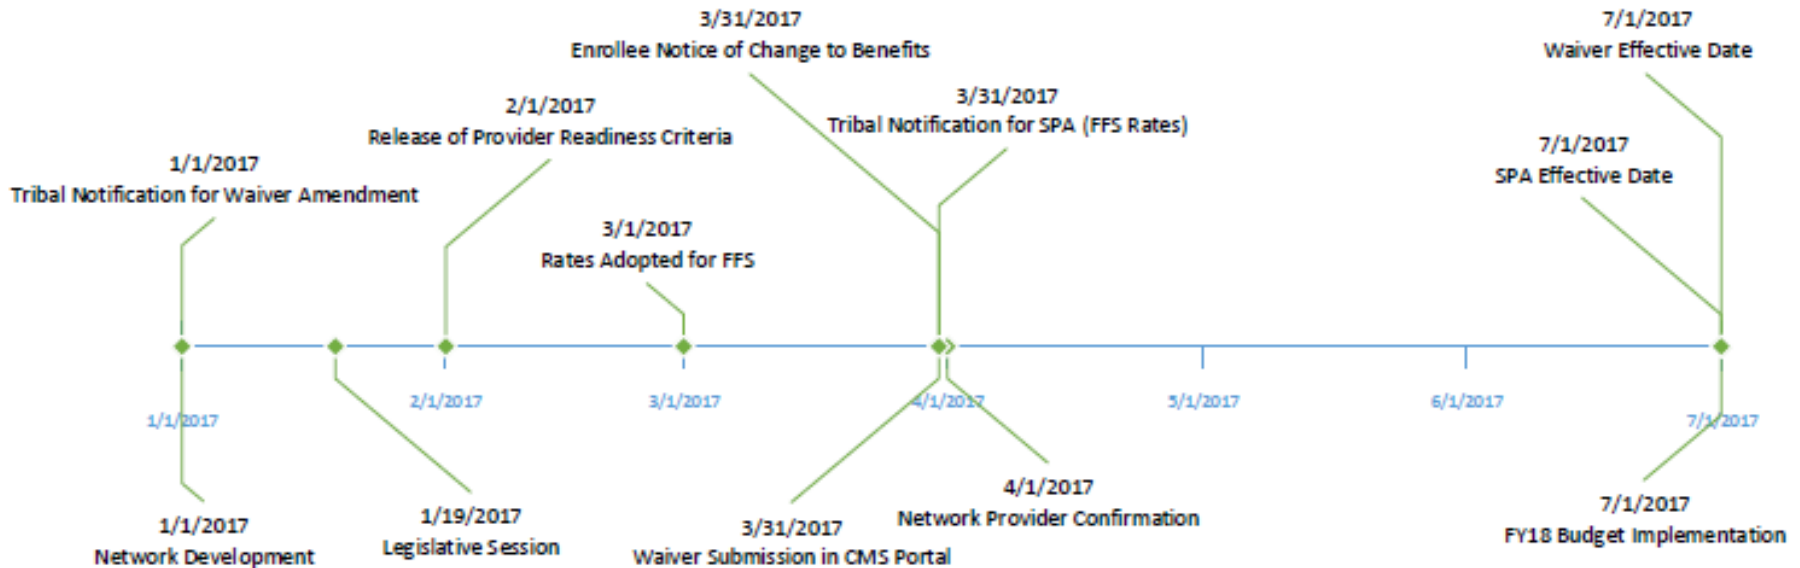 3/31/2017
Enrollee Notice of Change to Benefits
7/1/2017
Waiver Effective Date
2/1/2017
Release of Provider Readiness Criteria
3/31/2017
Tribal Notification for SPA (FFS Rates)
1/1/2017
Tribal Notification for Waiver Amendment
7/1/2017
SPA Effective Date
3/1/2017
Rates Adopted for FFS
1/1/2017
2/1/2017
3/1/2017
4/1/2017
5/1/2017
6/1/2017
7/1/2017
1/1/2017
Network Development
1/19/2017
Legislative Session
3/31/2017
Waiver Submission in CMS Portal
4/1/2017
Network Provider Confirmation
7/1/2017
FY18 Budget Implementation